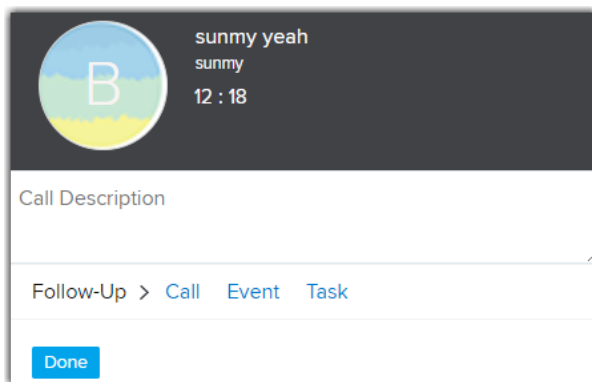 B
sunmy yeah
sunmy
12 : 18
Call Description
Follow-Up > Call Event Task
Done